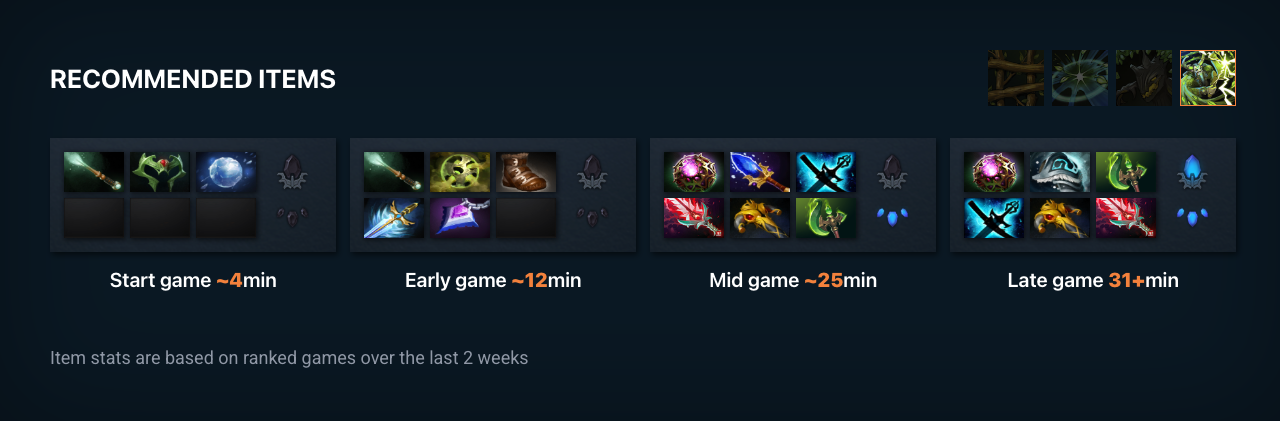 RECOMMENDED ITEMS
Start game ~4min
Early game ~12min
Mid game ~25min
Late game 31+min
Item stats are based on ranked games over the last 2 weeks